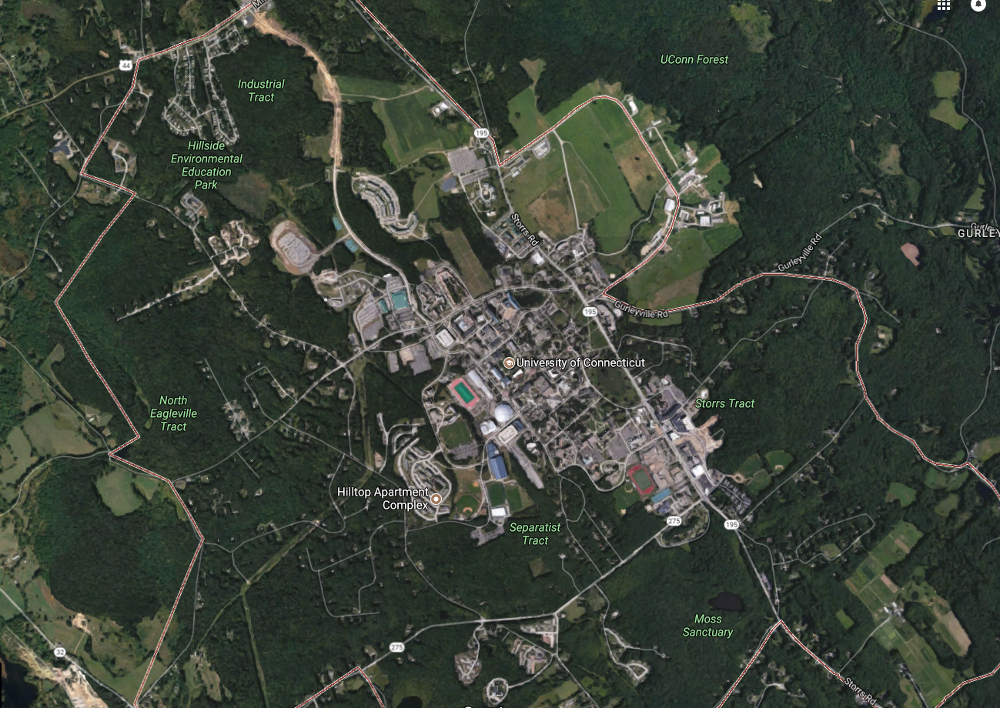 44
UConn Forest
Industrial
Tract
195
Hillside
Environmental
Education
Park
Storrs Rd
GURLEY
Gurleyville Rd
Gurleyville Rd
195
University of Connecticut
North
Eagleville
Tract
Storrs Tract
Hilltop Apartment
Complex
275
195
Separatist
Tract
Moss
Sanctuary
275
32
Storrs Rd